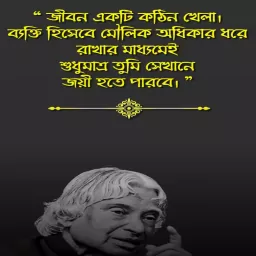 “ জীবন একটি কঠিন খেলা।
ব্যক্তি হিসেবে মৌলিক অধিকার ধরে
রাখার মাধ্যমেই
শুধুমাত্র তুমি সেখানে
জয়ী হতে পারবে। ”